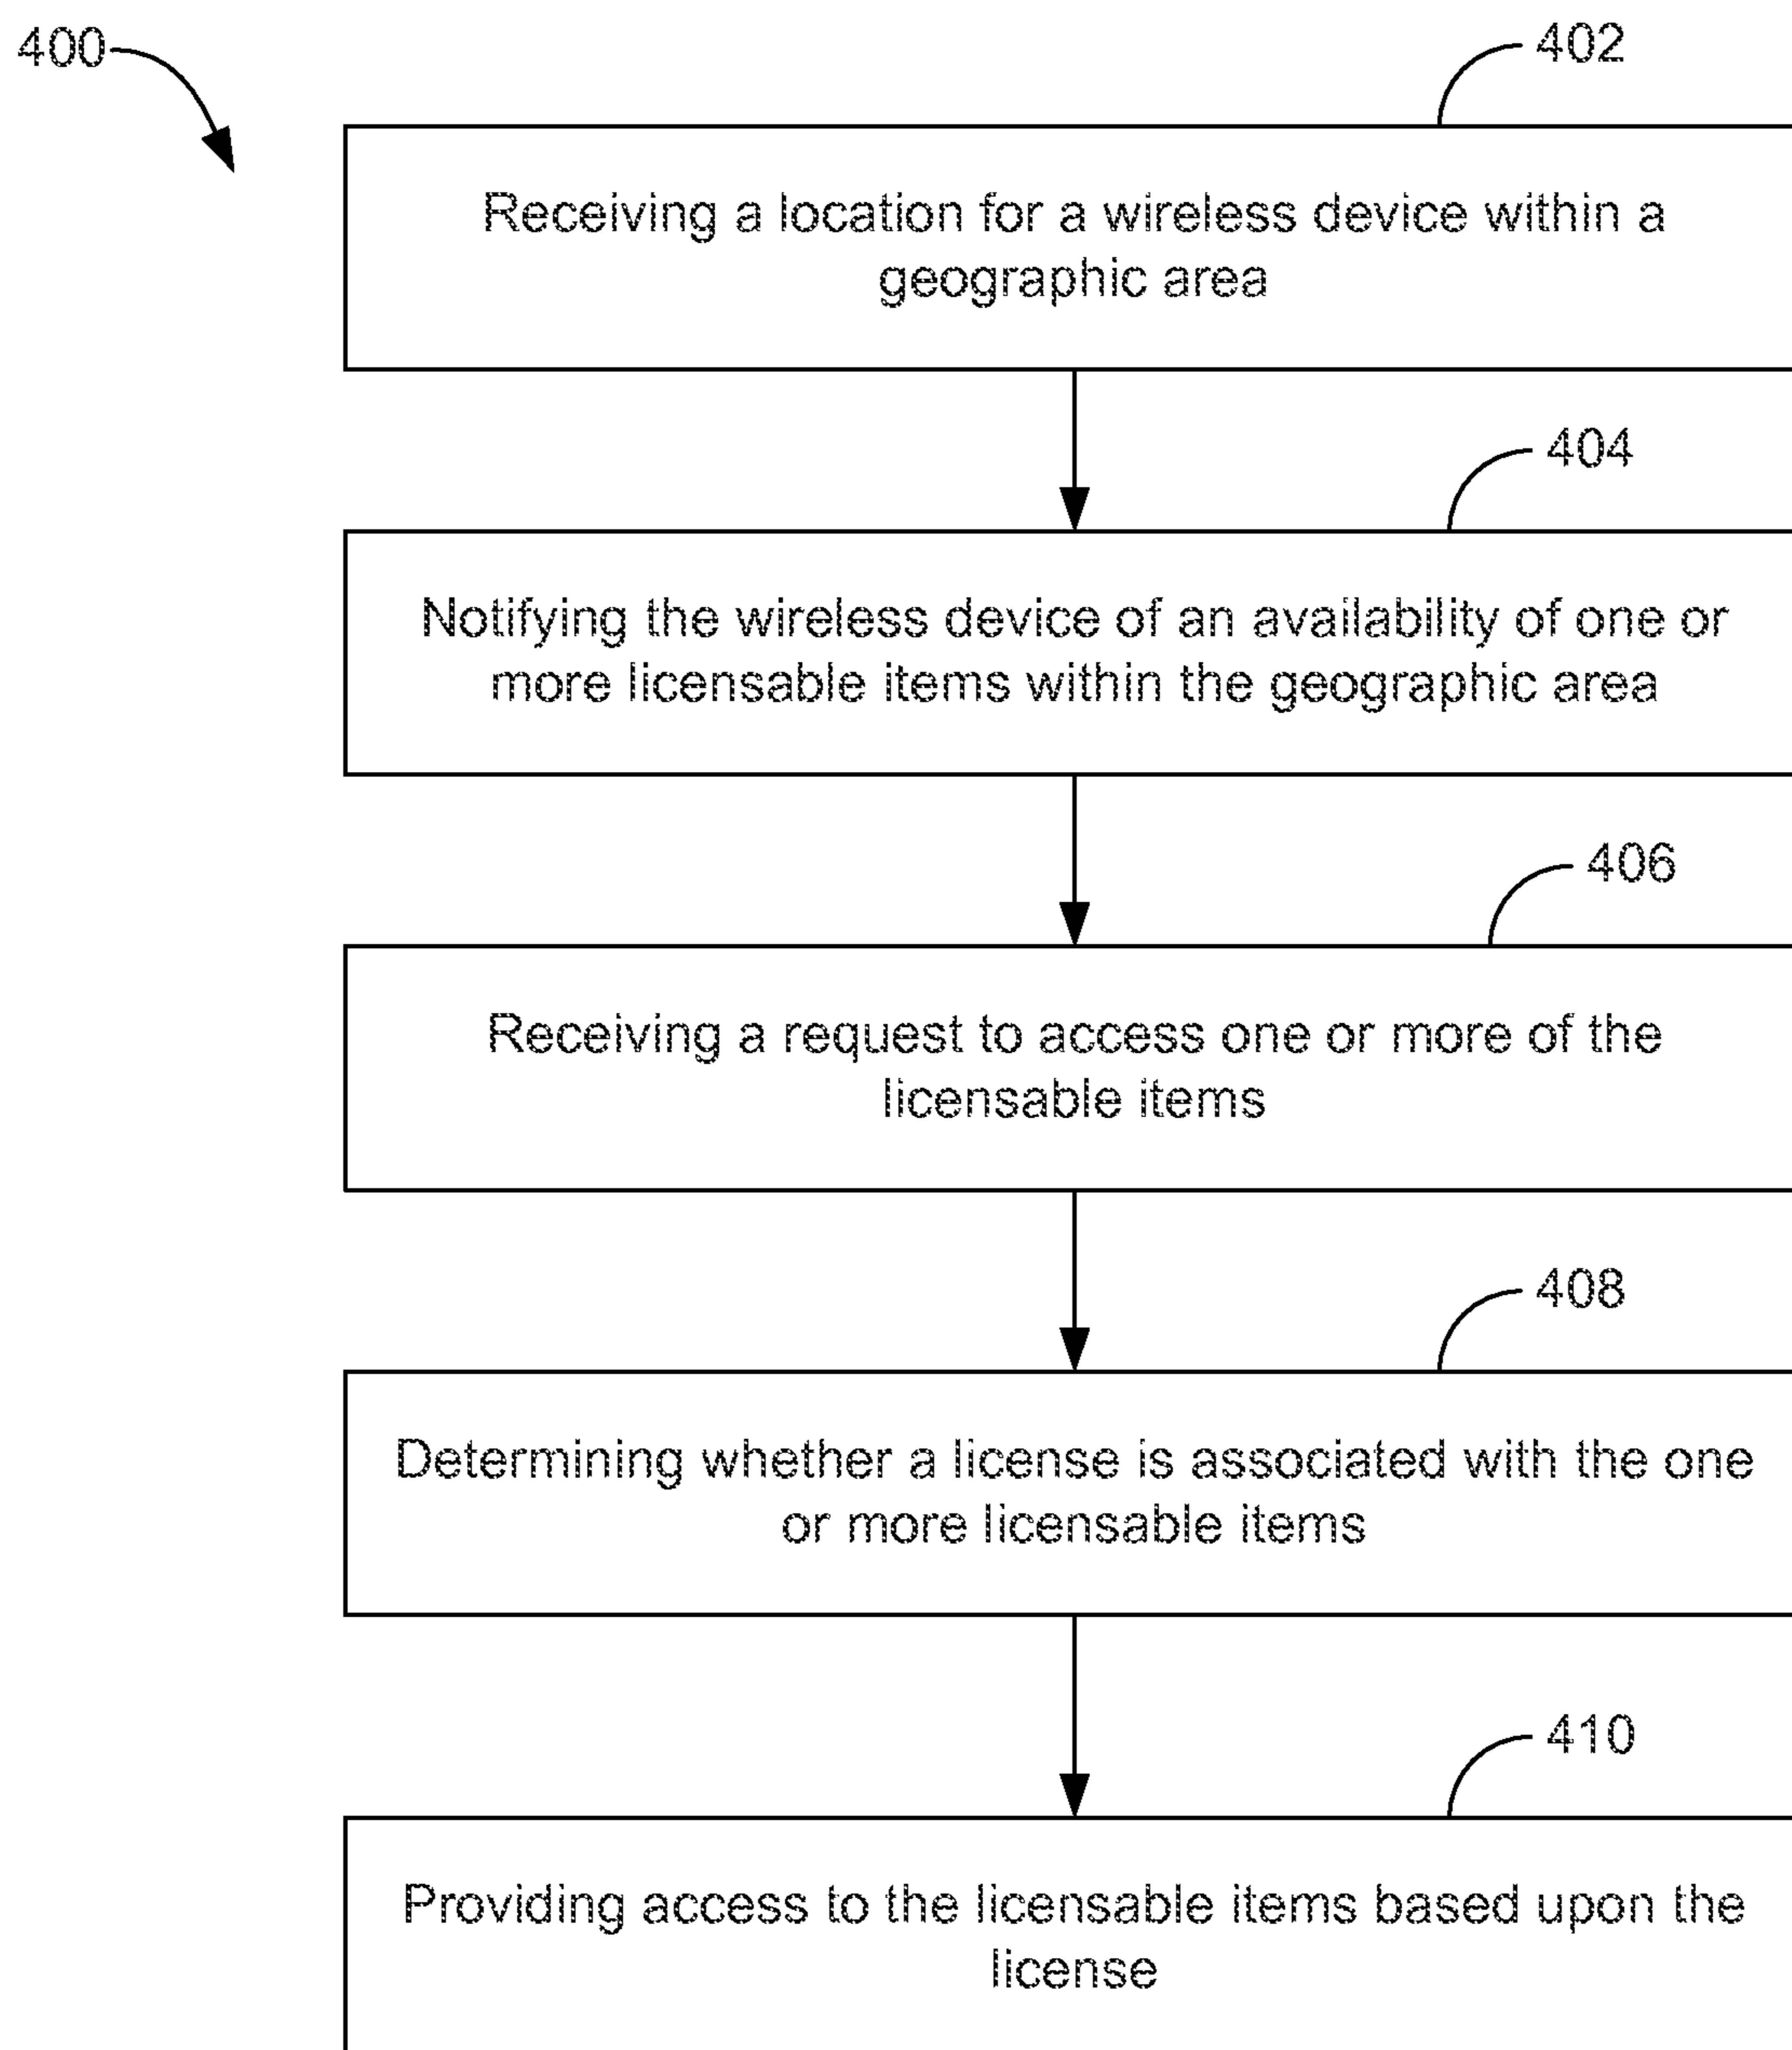 400
402
Receiving a location for a wireless device within a
geographic area
404
Notifying the wireless device of an availability of one or
more licensable items within the geographic area
406
Receiving a request to access one or more of the
licensable items
408
Determining whether a license is associated with the one
or more licensable items
410
Providing access to the licensable items based upon the
license